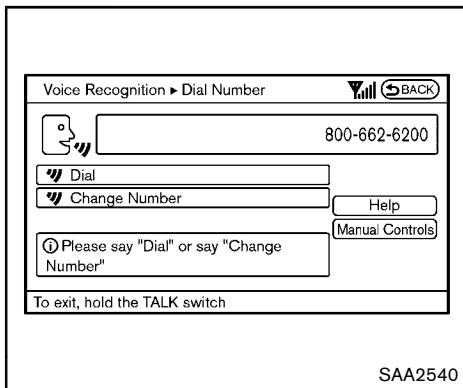 Voice Recognition ▸ Dial Number
BACK
800-662-6200
Dial
Change Number
Help
Manual Controls
Please say "Dial" or say "Change
Number"
To exit, hold the TALK switch
SAA2540